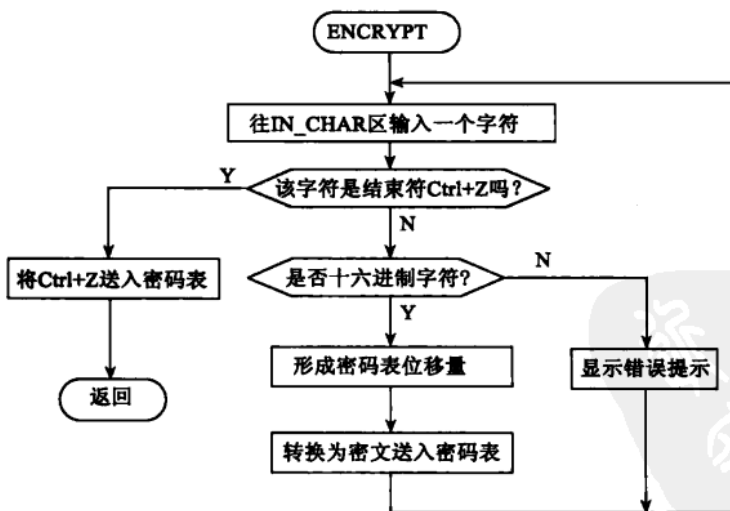 ENCRYPT
往IN_CHAR区输入一个字符
Y
该字符是结束符Ctrl+Z吗?
N
将Ctrl+Z送入密码表
是否十六进制字符?
N
Y
返回
形成密码表位移量
显示错误提示
转换为密文送入密码表